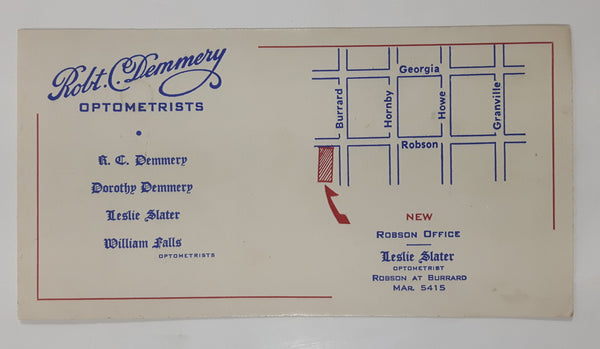 Robt. C. Demmery
OPTOMETRISTS
R. C. Demmery
Dorothy Demmery
Leslie Slater
William Falls
OPTOMETRISTS
Georgia
Burrard
Hornby
Howe
Granville
Robson
NEW
ROBSON OFFICE
Leslie Slater
OPTOMETRIST
ROBSON AT BURRARD
MAR. 5415